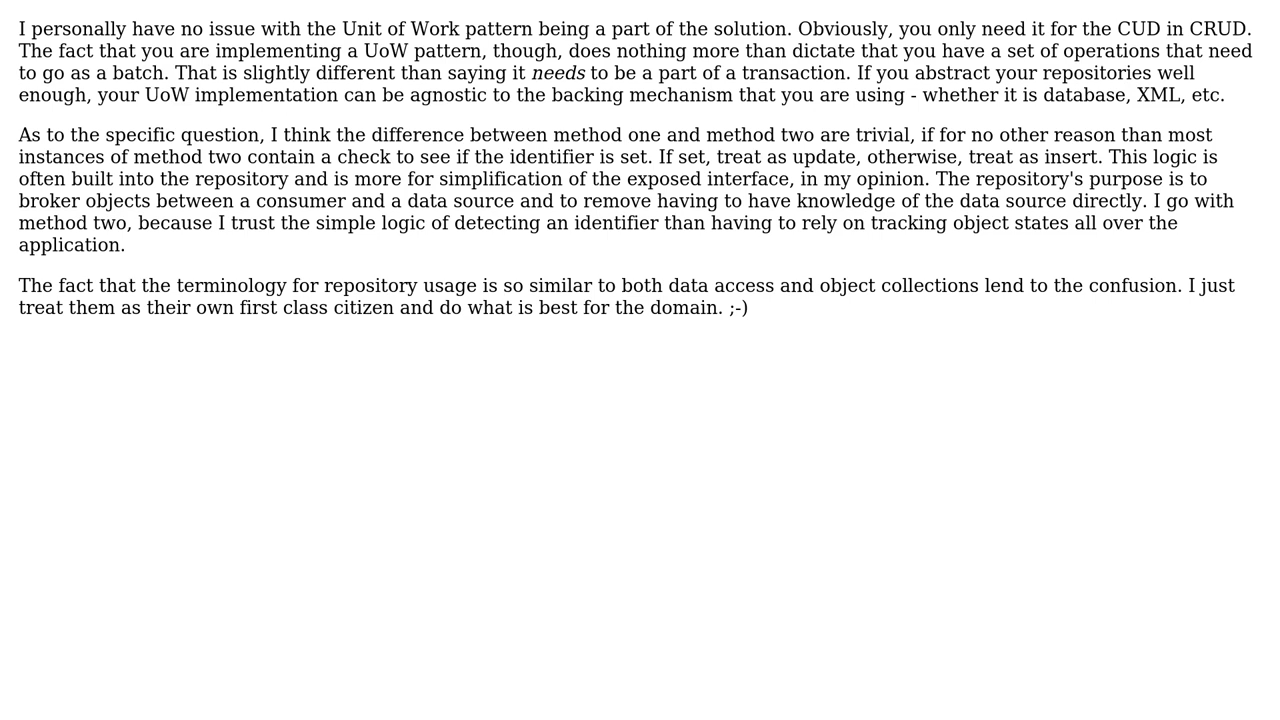 I personally have no issue with the Unit of Work pattern being a part of the solution. Obviously, you only need it for the CUD in CRUD.
The fact that you are implementing a UoW pattern, though, does nothing more than dictate that you have a set of operations that need
to go as a batch. That is slightly different than saying it needs to be a part of a transaction. If you abstract your repositories well
enough, your UoW implementation can be agnostic to the backing mechanism that you are using - whether it is database, XML, etc.
As to the specific question, I think the difference between method one and method two are trivial, if for no other reason than most
instances of method two contain a check to see if the identifier is set. If set, treat as update, otherwise, treat as insert. This logic is
often built into the repository and is more for simplification of the exposed interface, in my opinion. The repository's purpose is to
broker objects between a consumer and a data source and to remove having to have knowledge of the data source directly. I go with
method two, because I trust the simple logic of detecting an identifier than having to rely on tracking object states all over the
application.
The fact that the terminology for repository usage is so similar to both data access and object collections lend to the confusion. I just
treat them as their own first class citizen and do what is best for the domain. ;-)